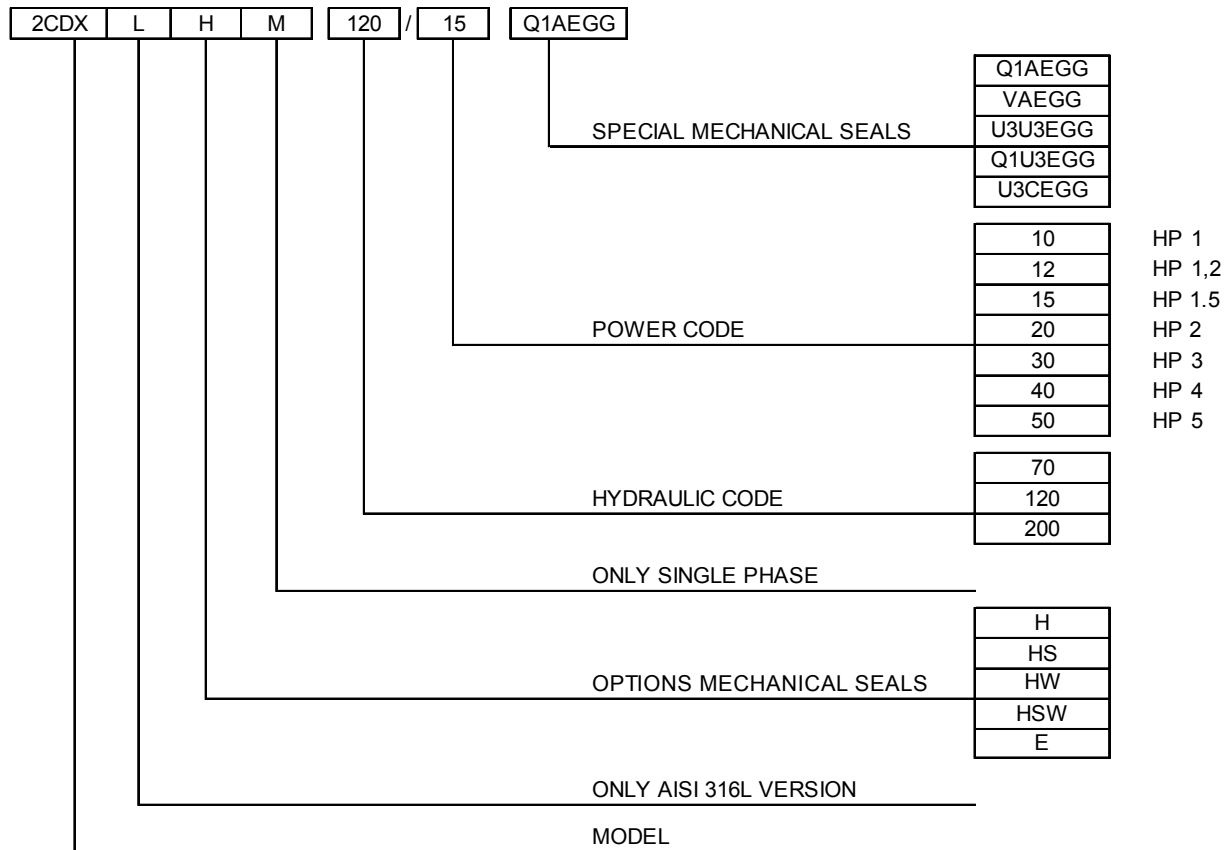 2CDX L H M 120 / 15 Q1AEGG
Q1AEGG
VAEGG
SPECIAL MECHANICAL SEALS U3U3EGG
Q1U3EGG
U3CEGG
10 HP 1
12 HP 1,2
15 HP 1.5
POWER CODE 20 HP 2
30 HP 3
40 HP 4
50 HP 5
70
HYDRAULIC CODE 120
200
ONLY SINGLE PHASE
H
HS
OPTIONS MECHANICAL SEALS HW
HSW
E
ONLY AISI 316L VERSION
MODEL